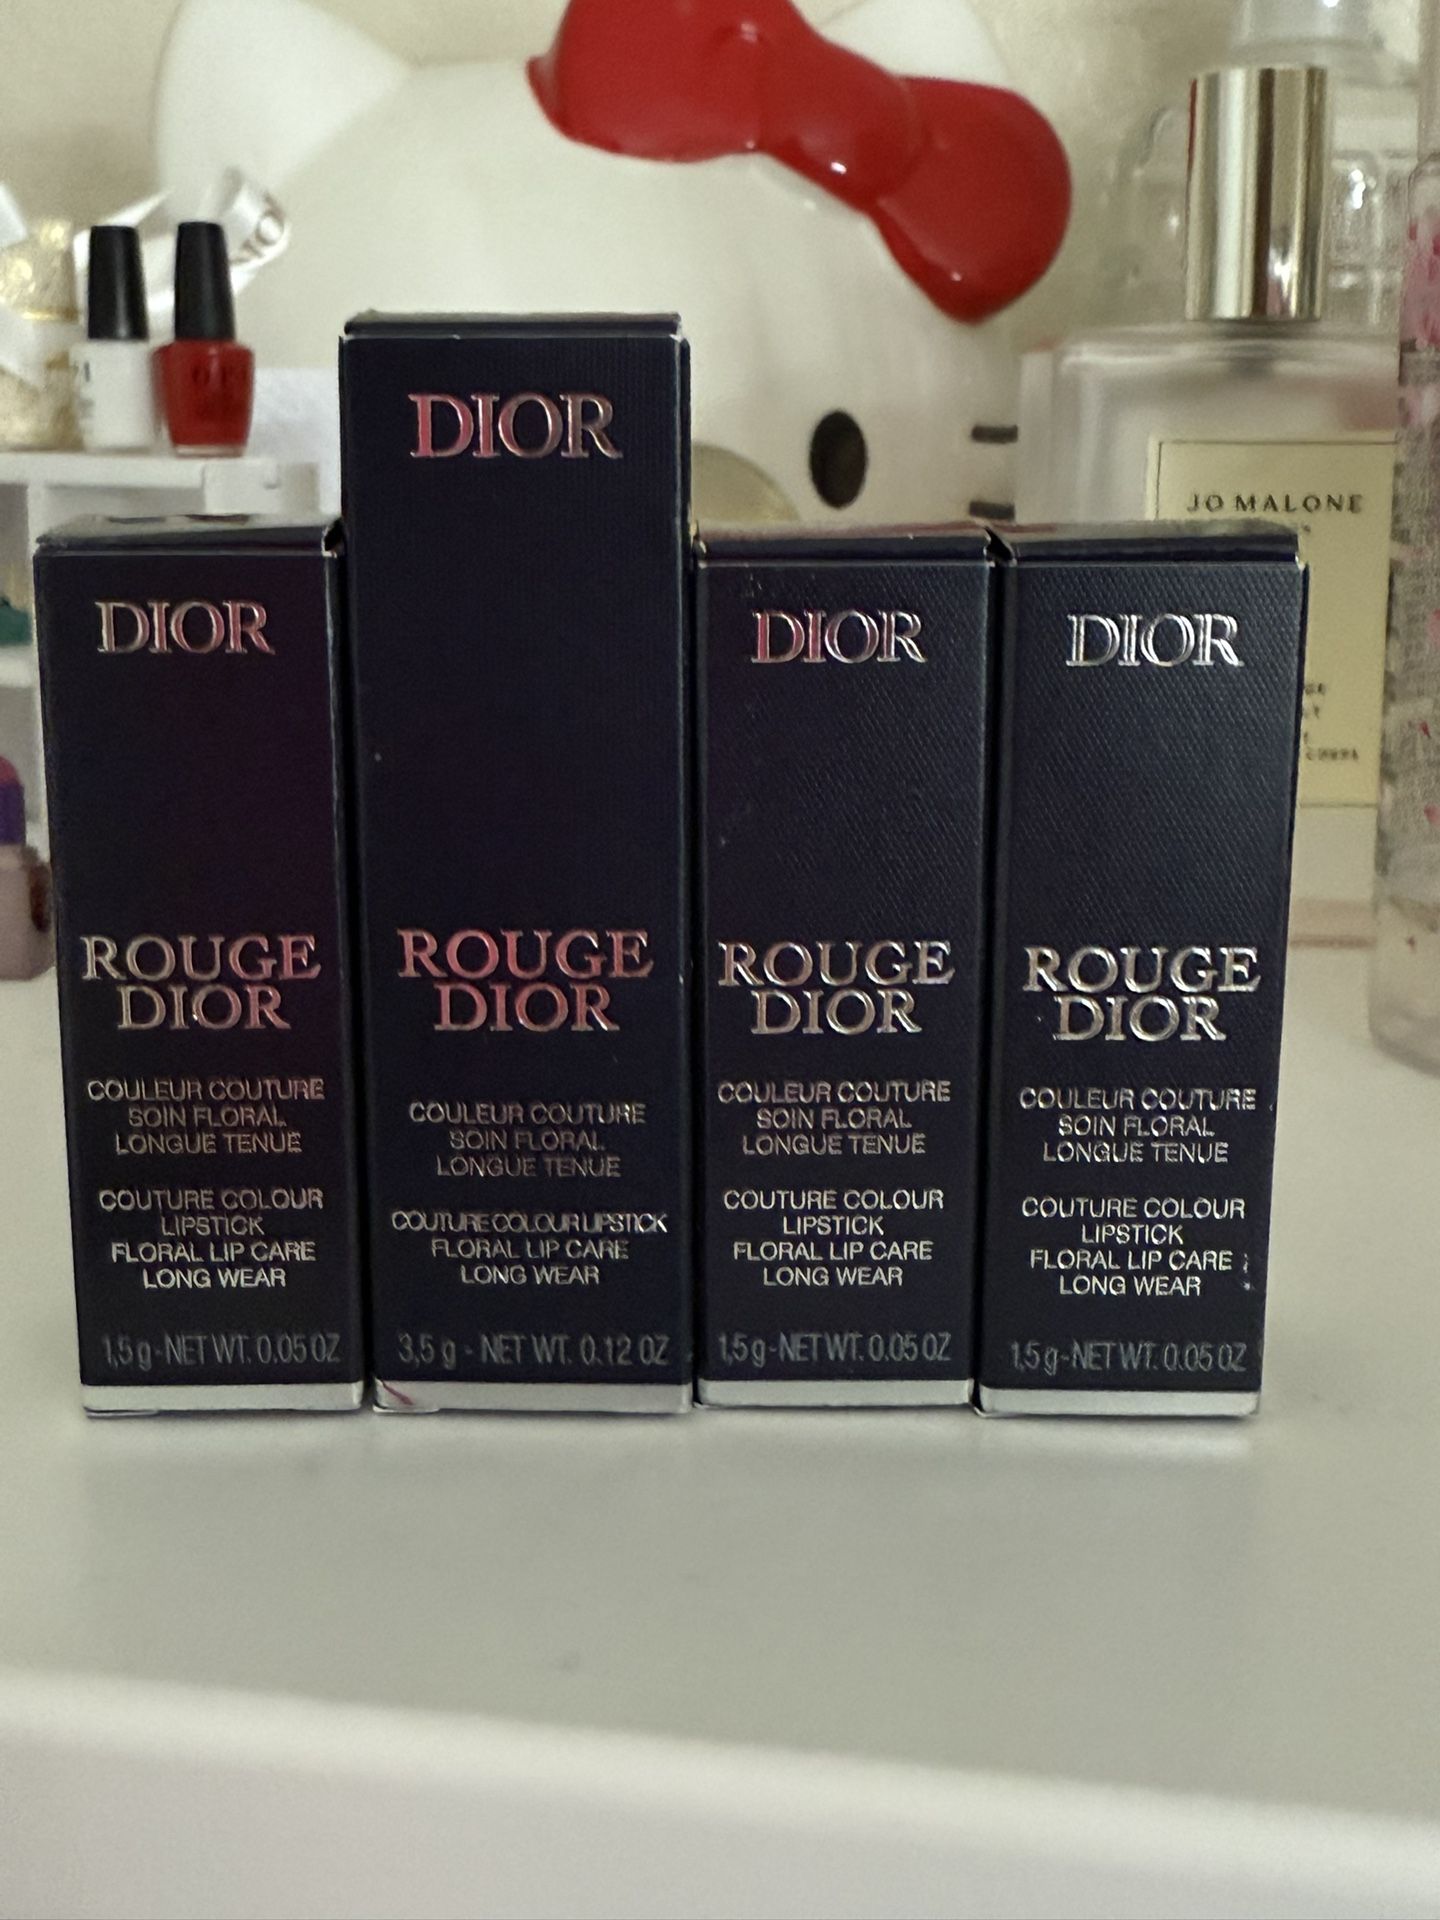 DIOR
ROUGE
DIOR
COULEUR COUTURE
SOIN FLORAL
LONGUE TENUE
COUTURE COLOUR
LIPSTICK
FLORAL LIP CARE
LONG WEAR
1,5 g - NET WT. 0.05 OZ
DIOR
ROUGE
DIOR
COULEUR COUTURE
SOIN FLORAL
LONGUE TENUE
COUTURE COLOUR LIPSTICK
FLORAL LIP CARE
LONG WEAR
3,5 g - NET WT. 0.12 OZ
DIOR
ROUGE
DIOR
COULEUR COUTURE
SOIN FLORAL
LONGUE TENUE
COUTURE COLOUR
LIPSTICK
FLORAL LIP CARE
LONG WEAR
1,5 g - NET WT. 0.05 OZ
DIOR
ROUGE
DIOR
COULEUR COUTURE
SOIN FLORAL
LONGUE TENUE
COUTURE COLOUR
LIPSTICK
FLORAL LIP CARE
LONG WEAR
1,5 g - NET WT. 0.05 OZ
JO MALONE